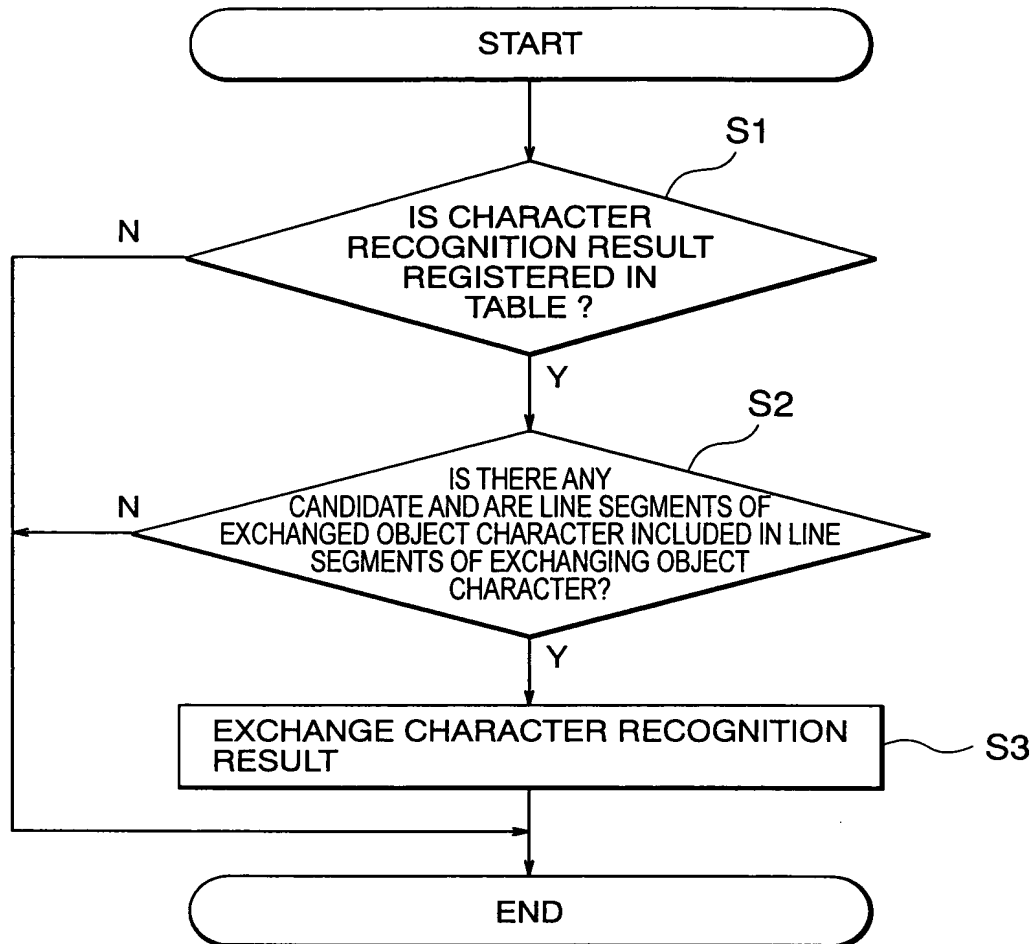 START
S1
N
IS CHARACTER
RECOGNITION RESULT
REGISTERED IN
TABLE ?
Y
S2
N
IS THERE ANY
CANDIDATE AND ARE LINE SEGMENTS OF
EXCHANGED OBJECT CHARACTER INCLUDED IN LINE
SEGMENTS OF EXCHANGING OBJECT
CHARACTER?
Y
EXCHANGE CHARACTER RECOGNITION
RESULT
S3
END